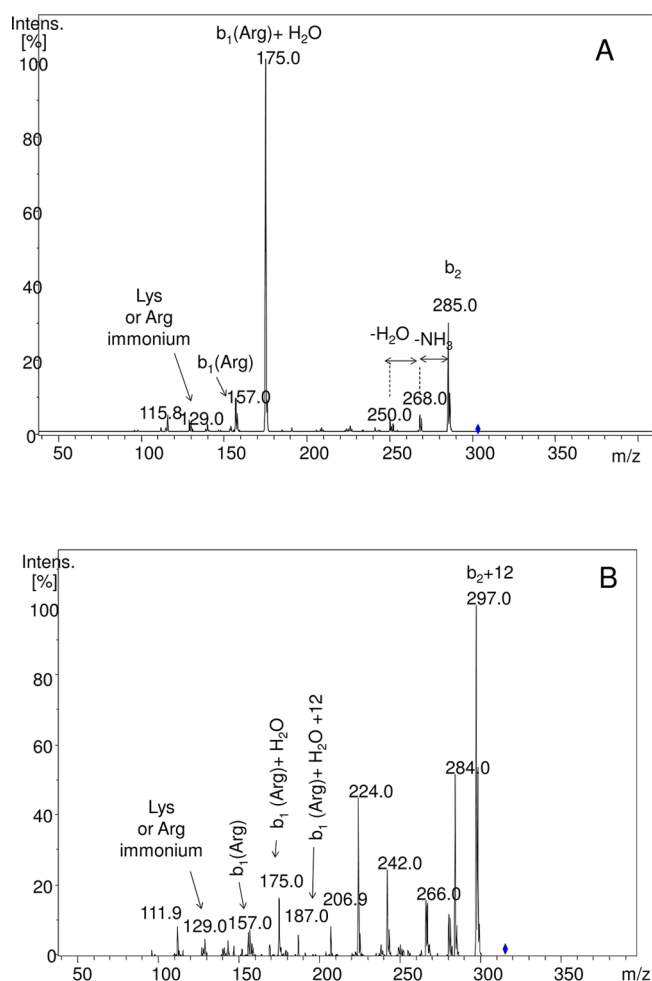 Intens.
[%]
b₁(Arg)+ H₂O
175.0
A
100
80
60
40
20
0
b₂
285.0
Lys
or Arg
immonium
-H₂O
-NH₃
b₁(Arg)
157.0
268.0
115.8
129.0
250.0
50
100
150
200
250
300
350
m/z
Intens.
[%]
b₂+12
297.0
B
100
80
60
40
20
0
b₁ (Arg)+ H₂O
b₁ (Arg)+ H₂O +12
284.0
224.0
Lys
or Arg
immonium
b₁(Arg)
242.0
175.0
206.9
266.0
187.0
111.9
129.0
157.0
50
100
150
200
250
300
350
m/z